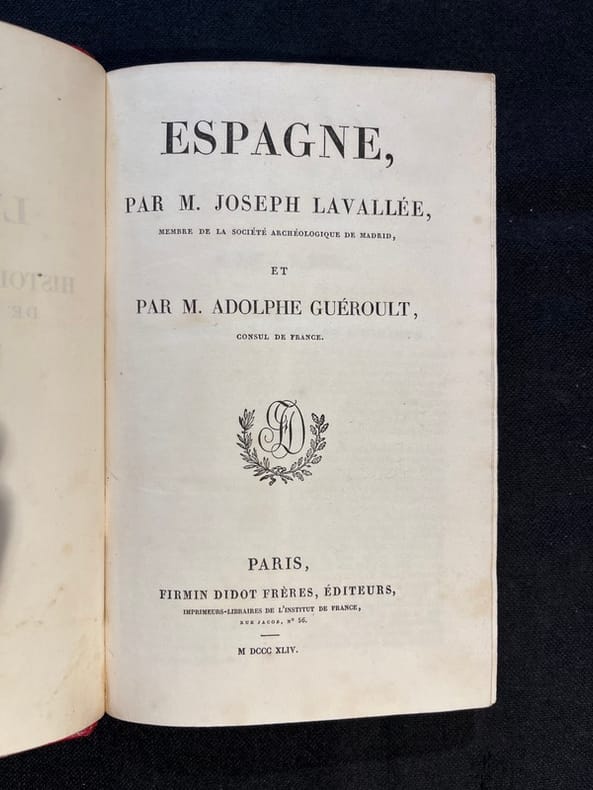 ESPAGNE,
PAR M. JOSEPH LAVALLÉE,
MEMBRE DE LA SOCIÉTÉ ARCHÉOLOGIQUE DE MADRID,
ET
PAR M. ADOLPHE GUÉROULT,
CONSUL DE FRANCE.
PARIS,
FIRMIN DIDOT FRÈRES, ÉDITEURS,
IMPRIMEURS-LIBRAIRES DE L'INSTITUT DE FRANCE,
RUE JACOB, N° 56.
M DCCC XLIV.